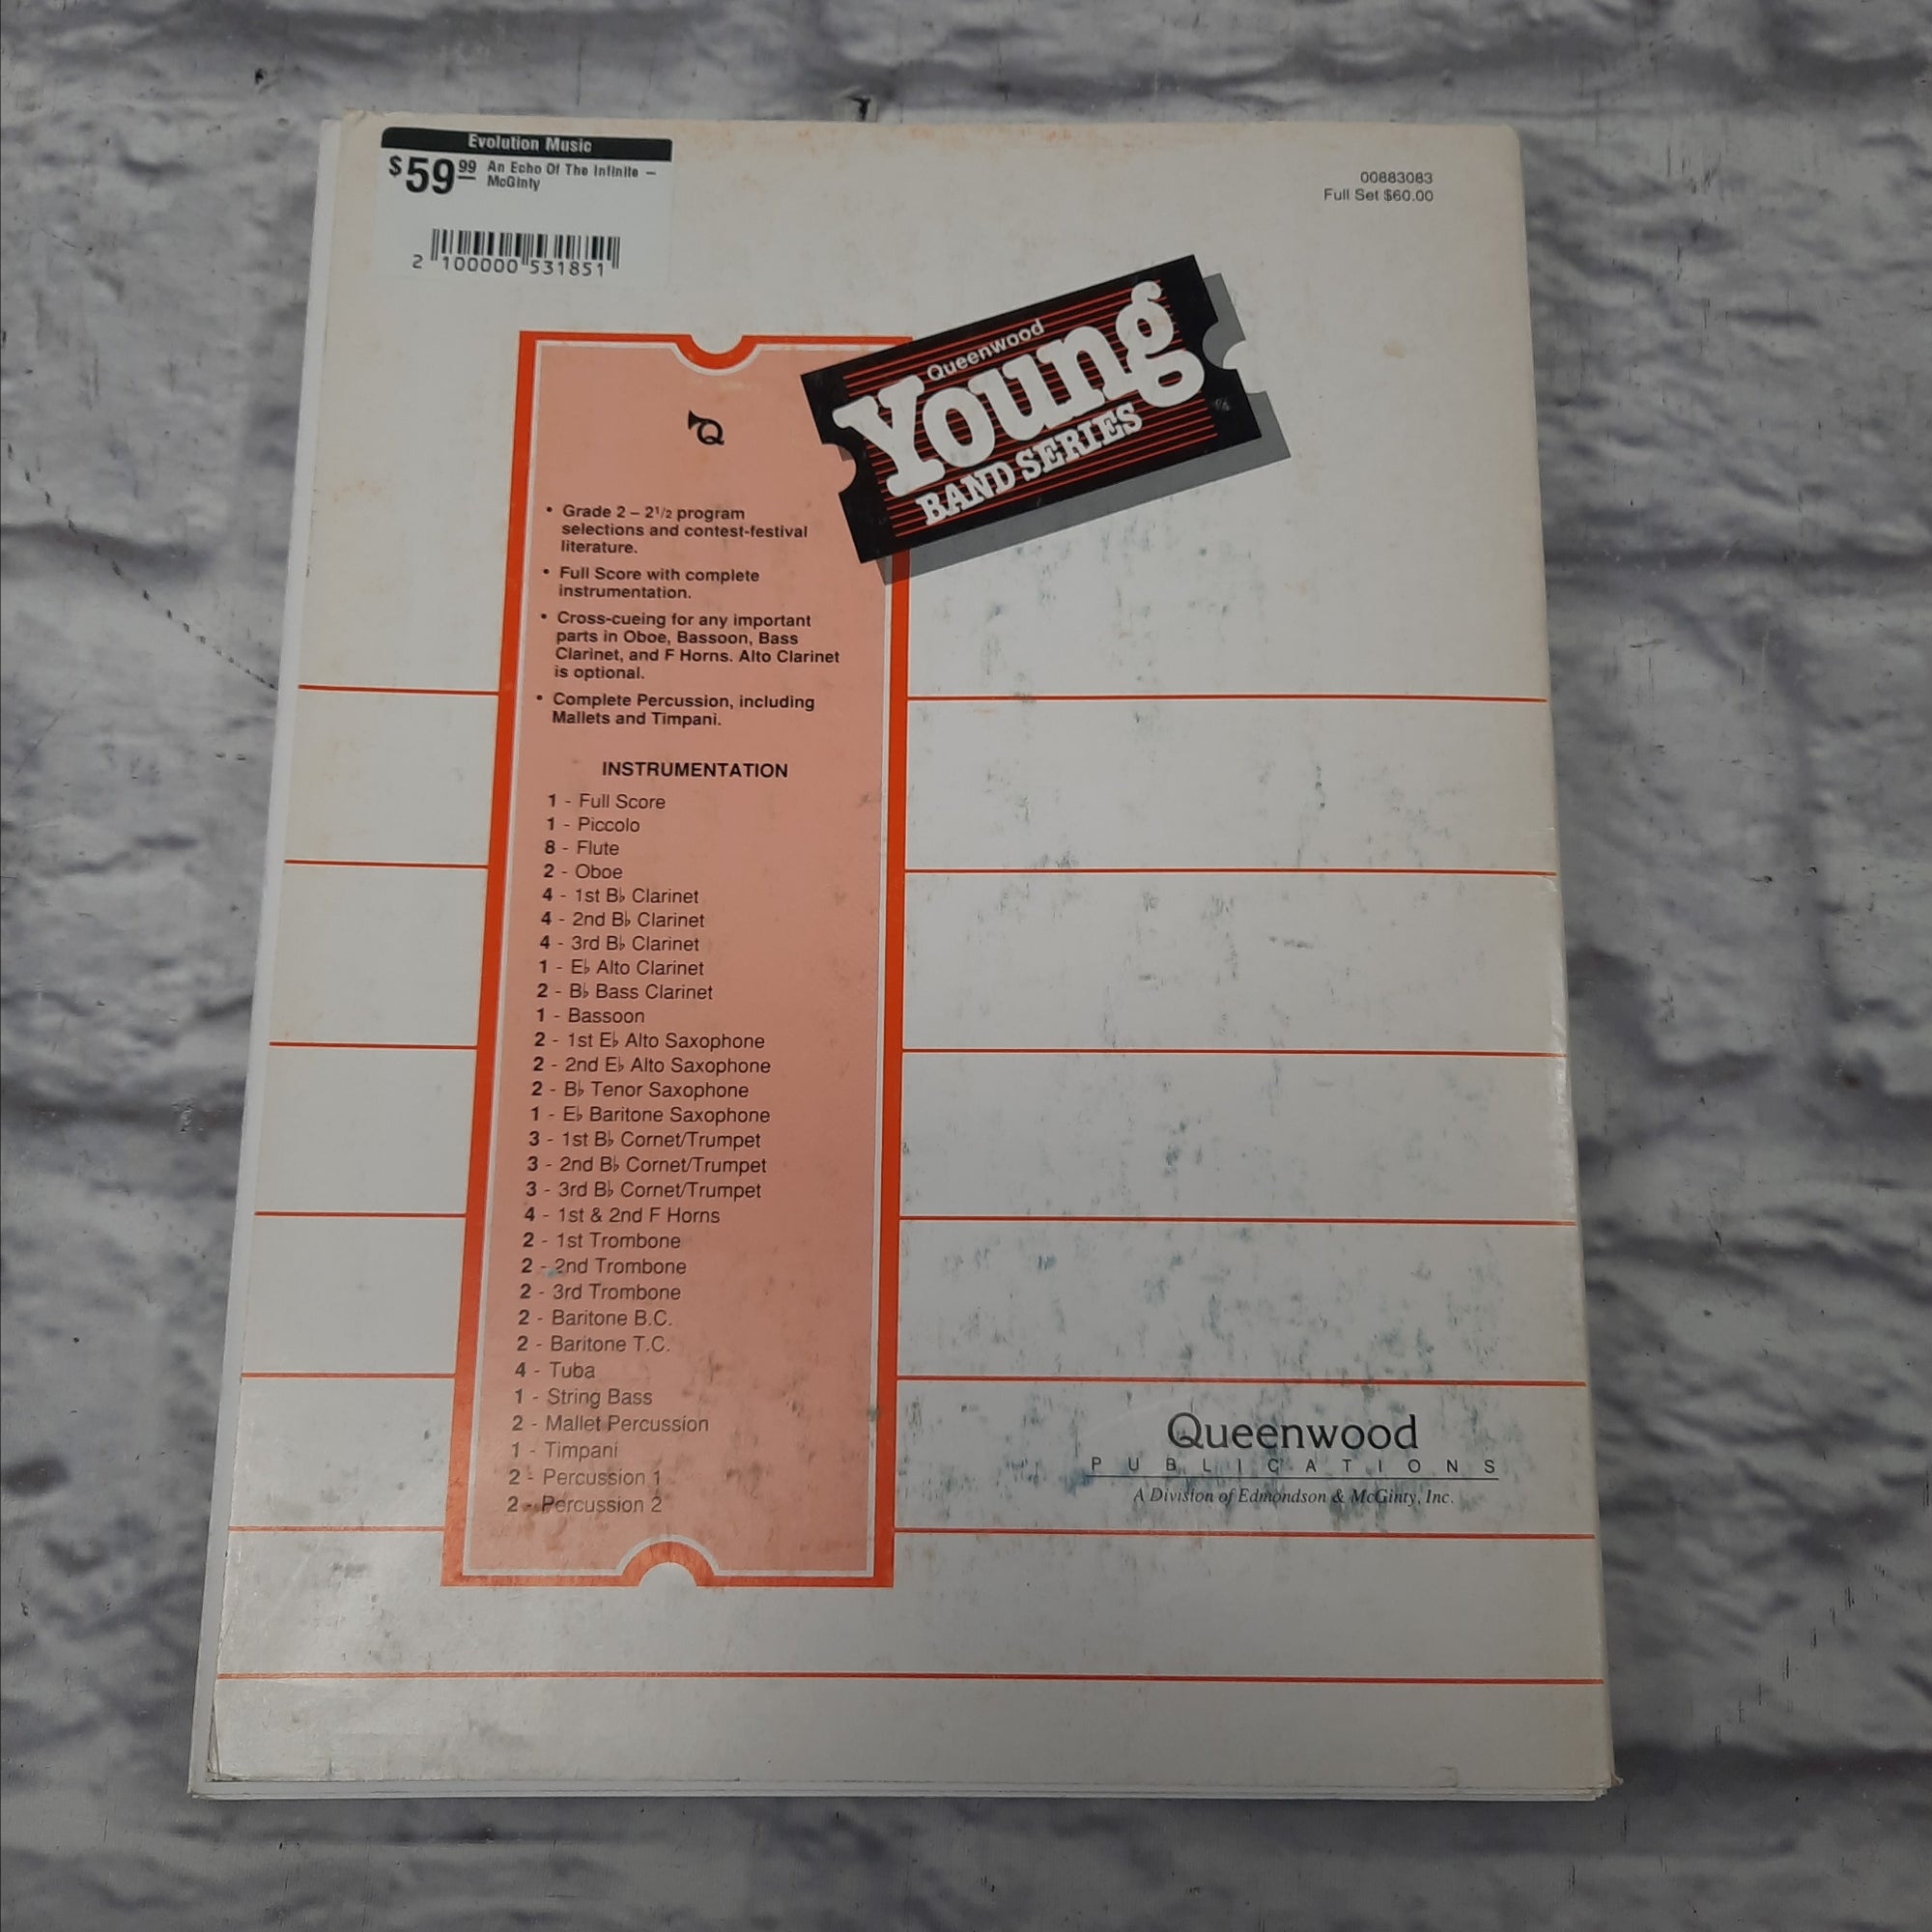 Evolution Music
$59.99 An Echo Of The Infinite –
McGinty
2 100000 531851
00883083
Full Set $60.00
Queenwood
Young
BAND SERIES
Q
• Grade 2 – 2 1/2 program
selections and contest-festival
literature.
• Full Score with complete
instrumentation.
• Cross-cueing for any important
parts in Oboe, Bassoon, Bass
Clarinet, and F Horns. Alto Clarinet
is optional.
• Complete Percussion, including
Mallets and Timpani.
INSTRUMENTATION
1 - Full Score
1 - Piccolo
8 - Flute
2 - Oboe
4 - 1st B♭ Clarinet
4 - 2nd B♭ Clarinet
4 - 3rd B♭ Clarinet
1 - E♭ Alto Clarinet
2 - B♭ Bass Clarinet
1 - Bassoon
2 - 1st E♭ Alto Saxophone
2 - 2nd E♭ Alto Saxophone
2 - B♭ Tenor Saxophone
1 - E♭ Baritone Saxophone
3 - 1st B♭ Cornet/Trumpet
3 - 2nd B♭ Cornet/Trumpet
3 - 3rd B♭ Cornet/Trumpet
4 - 1st & 2nd F Horns
2 - 1st Trombone
2 - 2nd Trombone
2 - 3rd Trombone
2 - Baritone B.C.
2 - Baritone T.C.
4 - Tuba
1 - String Bass
2 - Mallet Percussion
1 - Timpani
2 - Percussion 1
2 - Percussion 2
Queenwood
PUBLICATIONS
A Division of Edmondson & McGinty, Inc.